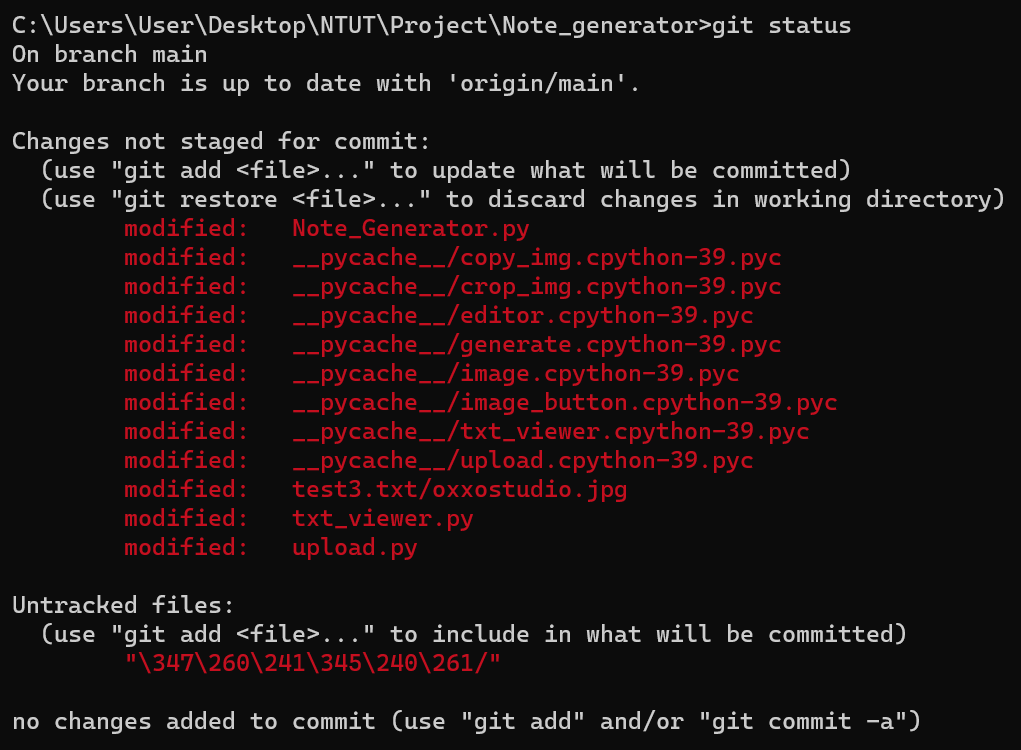 C:\Users\User\Desktop\NTUT\Project\Note_generator>git status
On branch main
Your branch is up to date with 'origin/main'.

Changes not staged for commit:
  (use "git add <file>..." to update what will be committed)
  (use "git restore <file>..." to discard changes in working directory)
        modified:   Note_Generator.py
        modified:   __pycache__/copy_img.cpython-39.pyc
        modified:   __pycache__/crop_img.cpython-39.pyc
        modified:   __pycache__/editor.cpython-39.pyc
        modified:   __pycache__/generate.cpython-39.pyc
        modified:   __pycache__/image.cpython-39.pyc
        modified:   __pycache__/image_button.cpython-39.pyc
        modified:   __pycache__/txt_viewer.cpython-39.pyc
        modified:   __pycache__/upload.cpython-39.pyc
        modified:   test3.txt/oxxostudio.jpg
        modified:   txt_viewer.py
        modified:   upload.py

Untracked files:
  (use "git add <file>..." to include in what will be committed)
        "\347\260\241\345\240\261/"

no changes added to commit (use "git add" and/or "git commit -a")